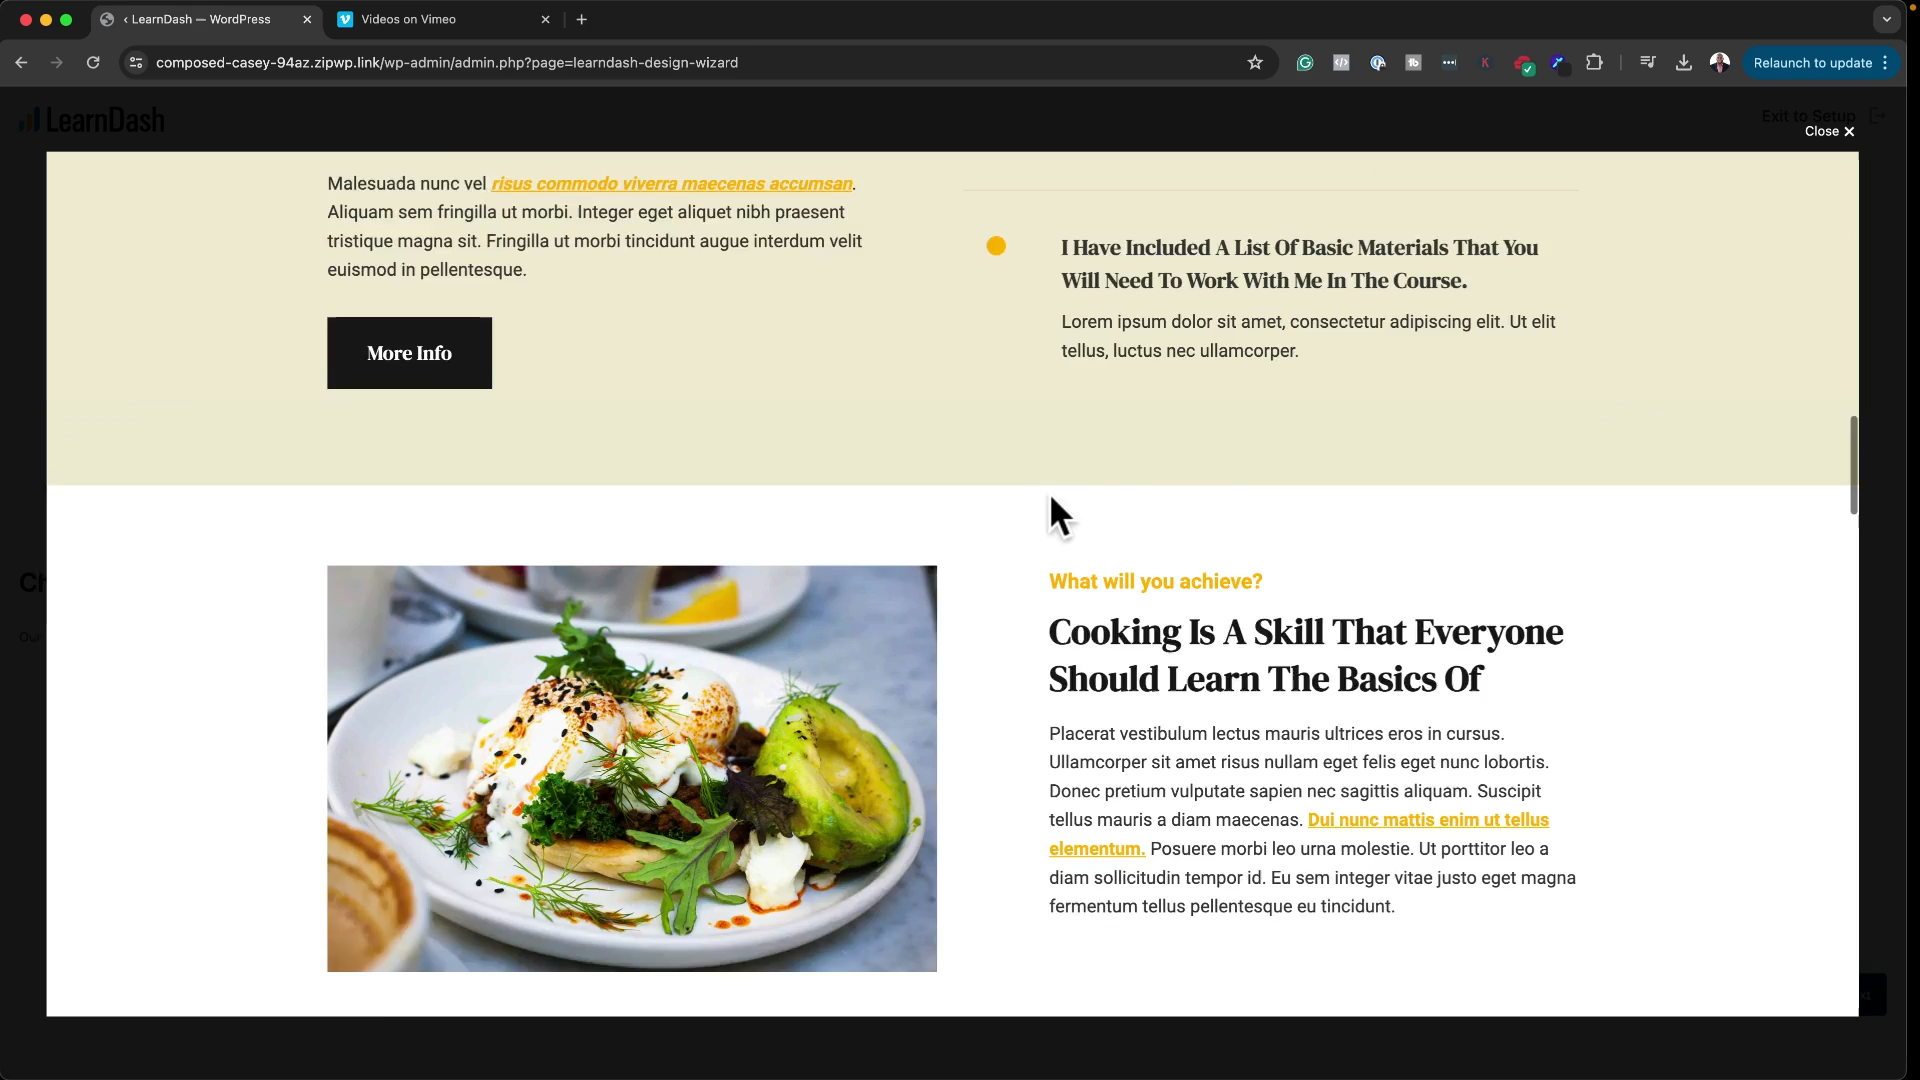 ‹ LearnDash — WordPress
Videos on Vimeo
composed-casey-94az.zipwp.link/wp-admin/admin.php?page=learndash-design-wizard
Relaunch to update
LearnDash
Exit to Setup
Close ✕
Malesuada nunc vel risus commodo viverra maecenas accumsan.
Aliquam sem fringilla ut morbi. Integer eget aliquet nibh praesent
tristique magna sit. Fringilla ut morbi tincidunt augue interdum velit
euismod in pellentesque.
More Info
I Have Included A List Of Basic Materials That You
Will Need To Work With Me In The Course.
Lorem ipsum dolor sit amet, consectetur adipiscing elit. Ut elit
tellus, luctus nec ullamcorper.
What will you achieve?
Cooking Is A Skill That Everyone
Should Learn The Basics Of
Placerat vestibulum lectus mauris ultrices eros in cursus.
Ullamcorper sit amet risus nullam eget felis eget nunc lobortis.
Donec pretium vulputate sapien nec sagittis aliquam. Suscipit
tellus mauris a diam maecenas. Dui nunc mattis enim ut tellus
elementum. Posuere morbi leo urna molestie. Ut porttitor leo a
diam sollicitudin tempor id. Eu sem integer vitae justo eget magna
fermentum tellus pellentesque eu tincidunt.